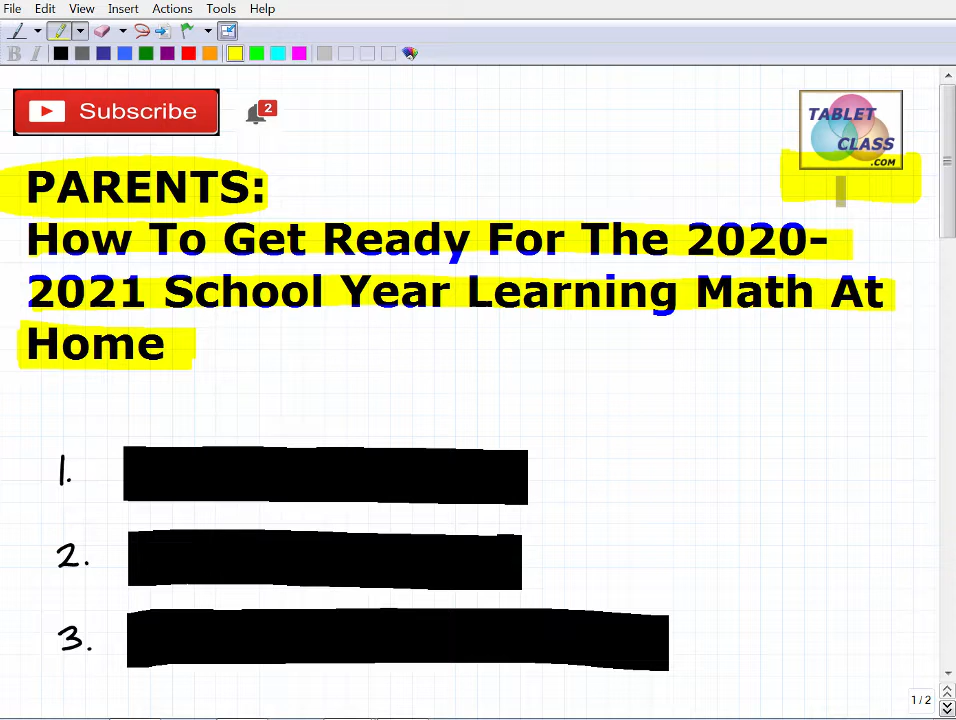 File Edit View Insert Actions Tools Help
B I
Subscribe
2
TABLET
CLASS
.COM
PARENTS:
How To Get Ready For The 2020-
2021 School Year Learning Math At
Home
1.
2.
3.
1 / 2